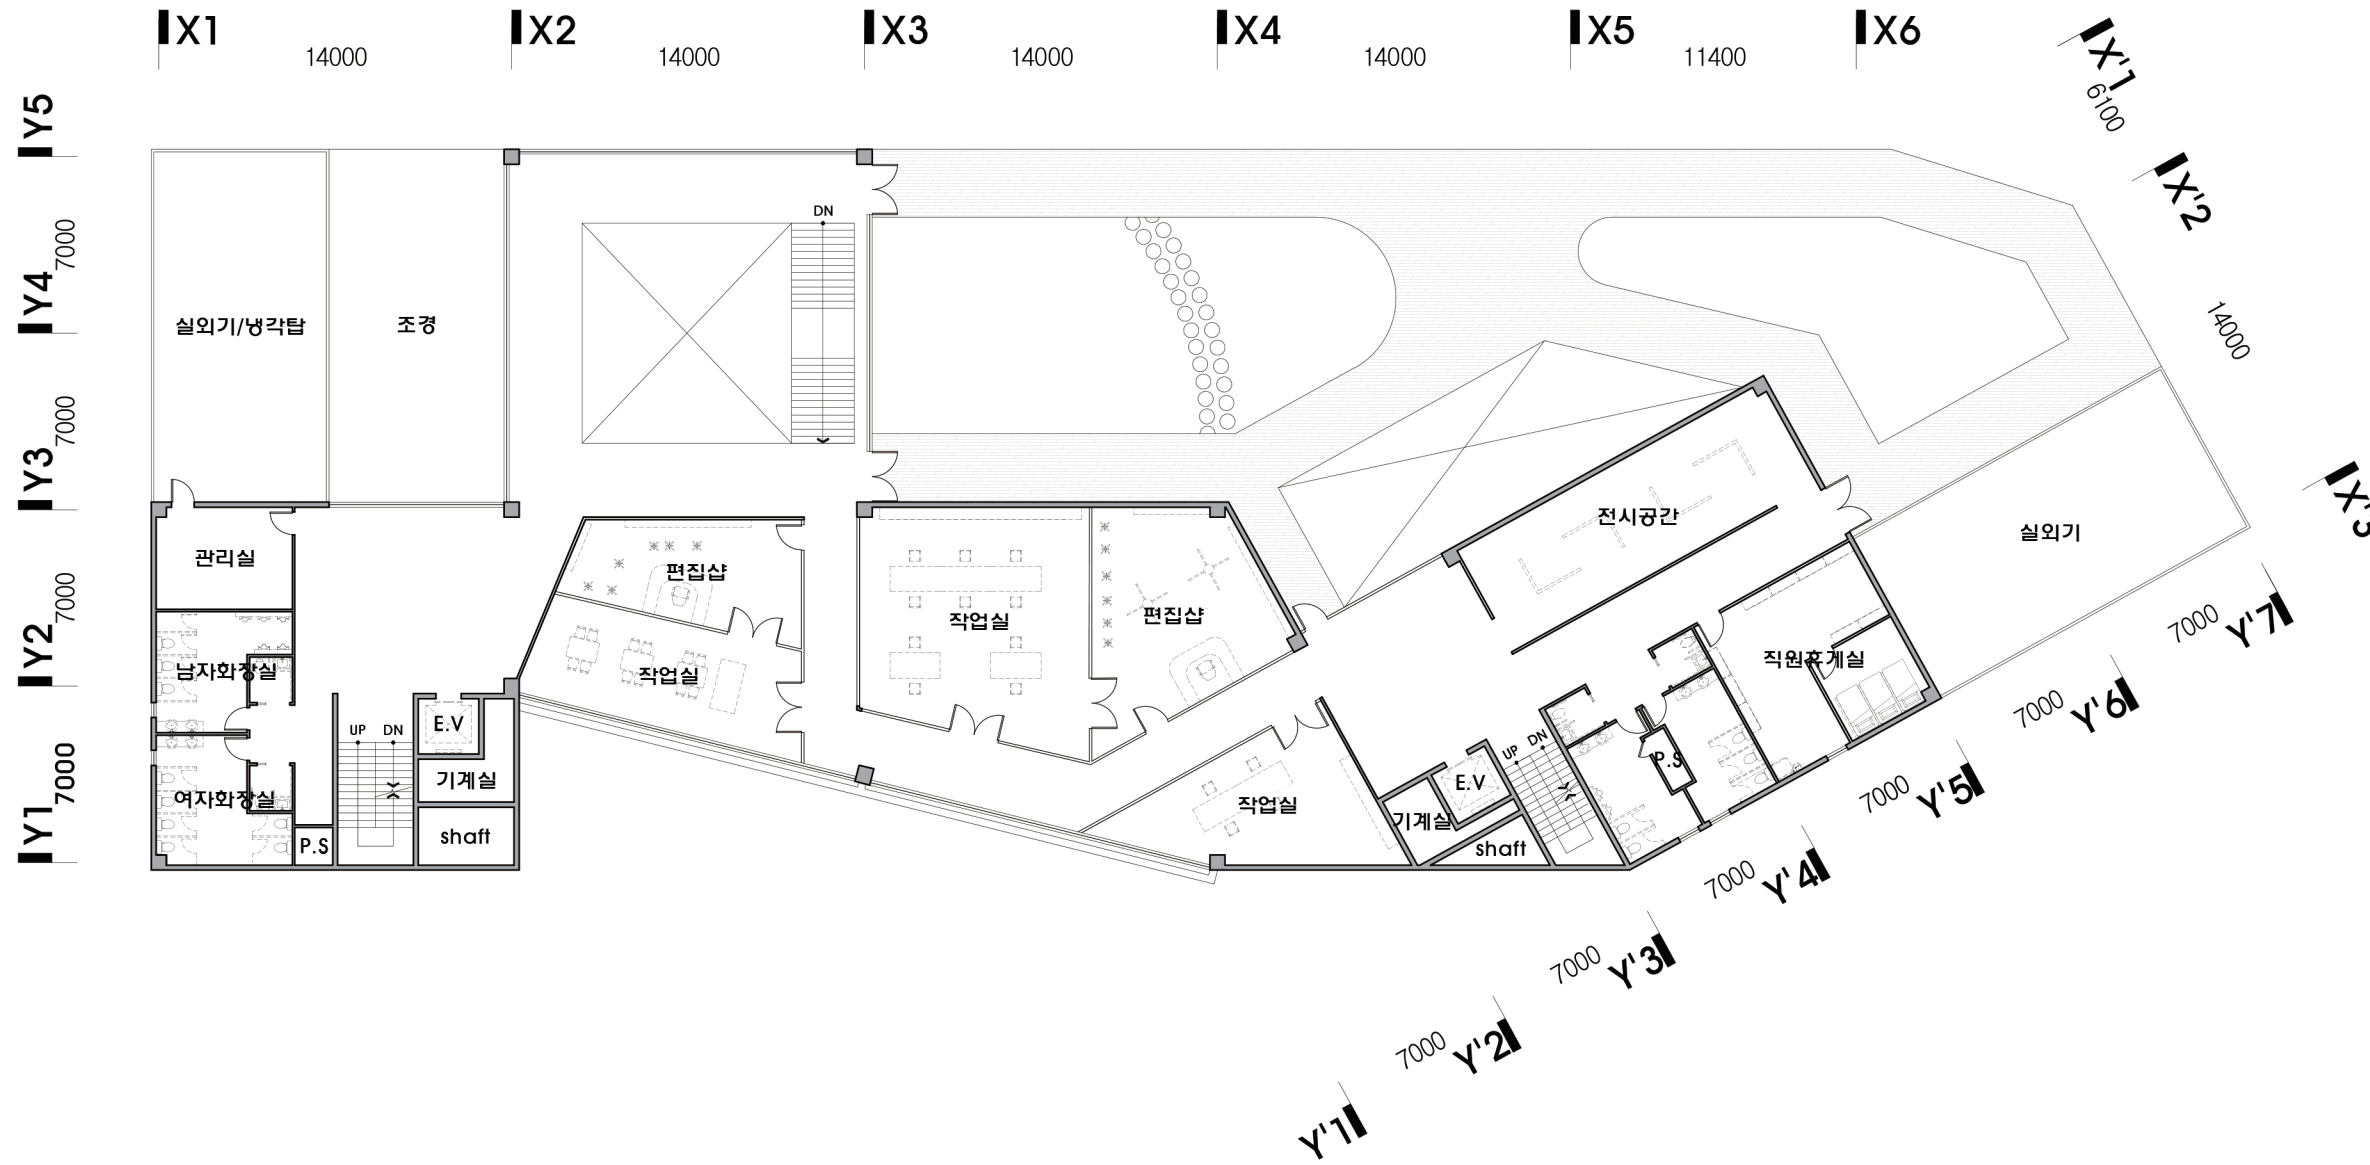 X1
X2
X3
X4
X5
X6
14000
14000
14000
14000
11400
X'1
6100
X'2
14000
X'3
Y5
7000
Y4
7000
Y3
7000
Y2
7000
Y1
DN
실외기/냉각탑
조경
전시공간
실외기
관리실
편집샵
작업실
편집샵
남자화장실
작업실
직원휴게실
UP DN
E.V
기계실
여자화장실
P.S
shaft
작업실
UP DN
E.V
P.S
기계실
shaft
7000
Y'7
7000
Y'6
7000
Y'5
7000
Y'4
7000
Y'3
7000
Y'2
Y'1